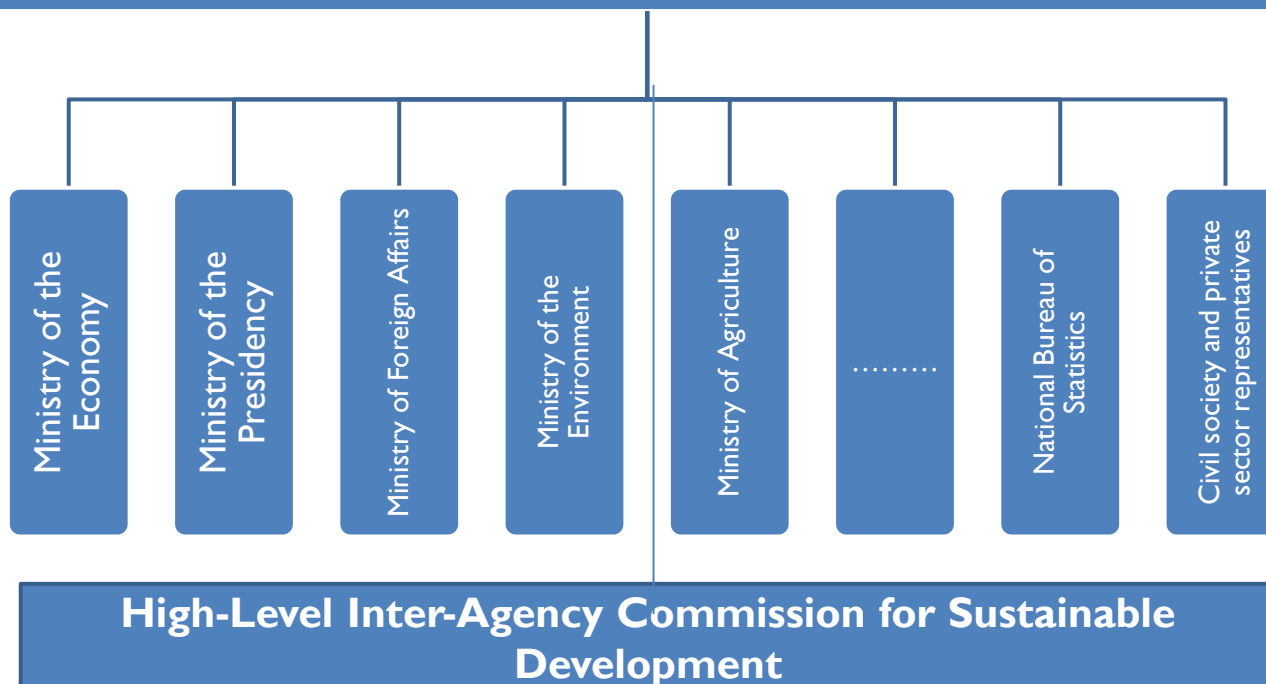 Ministry of the
Economy
Ministry of the
Presidency
Ministry of Foreign Affairs
Ministry of the
Environment
Ministry of Agriculture
.........
National Bureau of
Statistics
Civil society and private
sector representatives
High-Level Inter-Agency Commission for Sustainable
Development